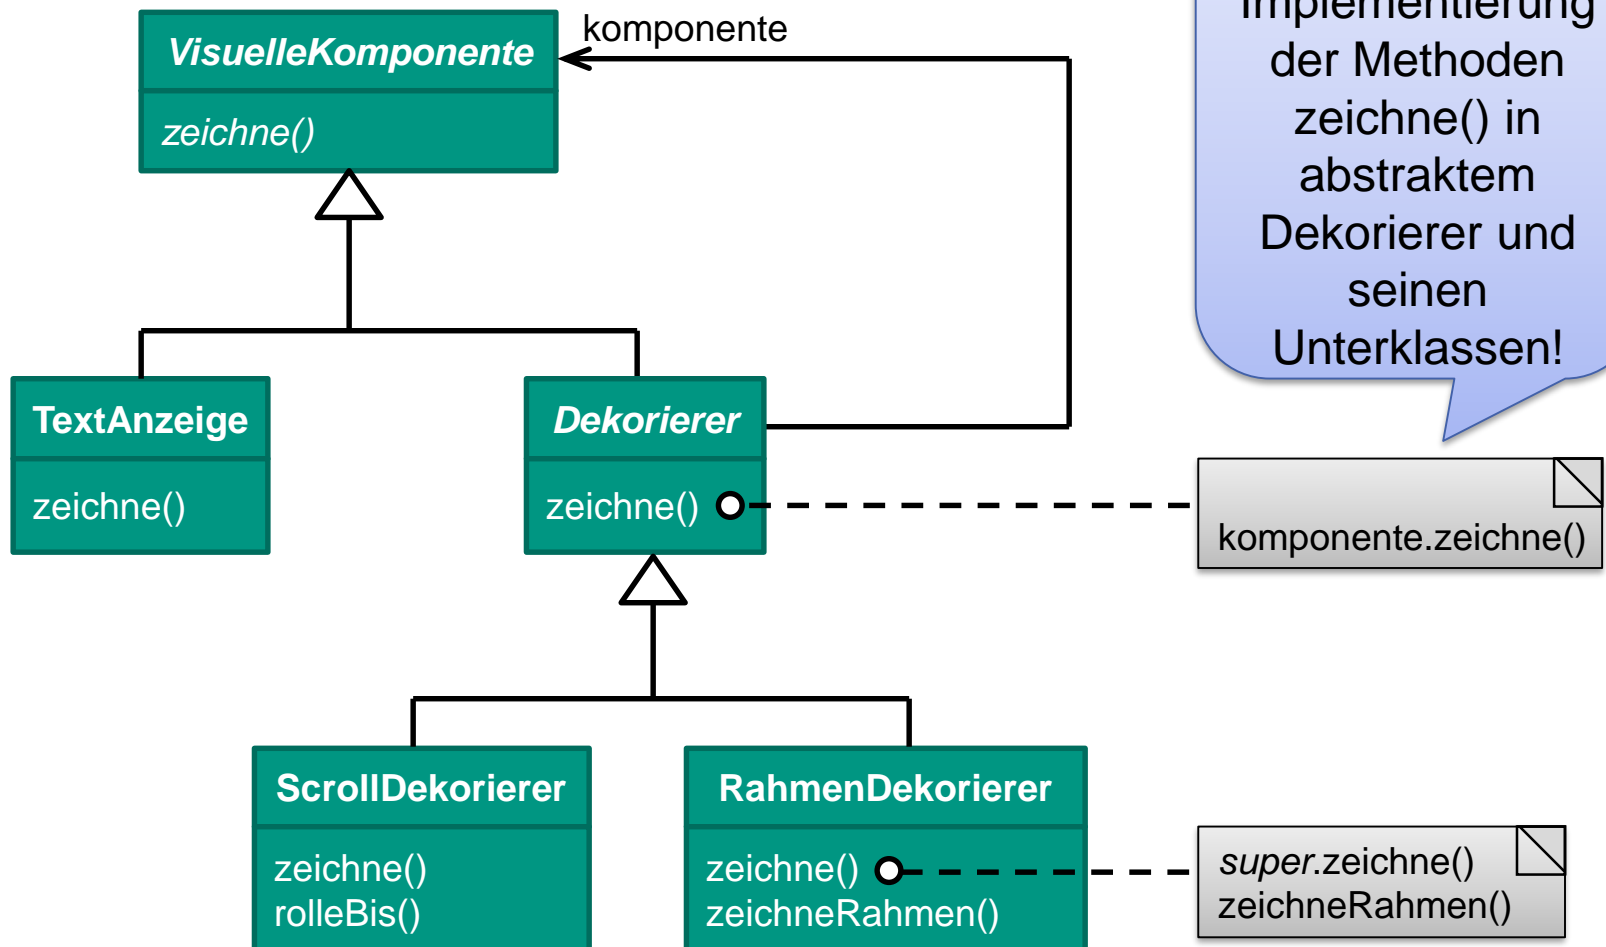 komponente
VisuelleKomponente
zeichne()
Implementierung
der Methoden
zeichne() in
abstraktem
Dekorierer und
seinen
Unterklassen!
TextAnzeige
zeichne()
Dekorierer
zeichne()
komponente.zeichne()
ScrollDekorierer
zeichne()
rolleBis()
RahmenDekorierer
zeichne()
zeichneRahmen()
super.zeichne()
zeichneRahmen()